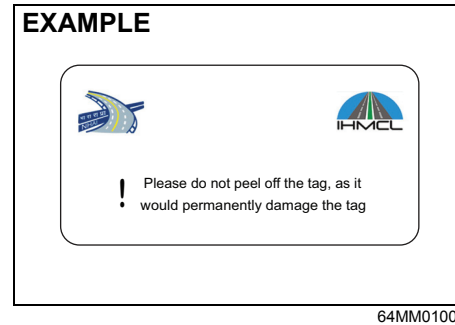 EXAMPLE
IHMCL
! Please do not peel off the tag, as it
would permanently damage the tag
64MM0100